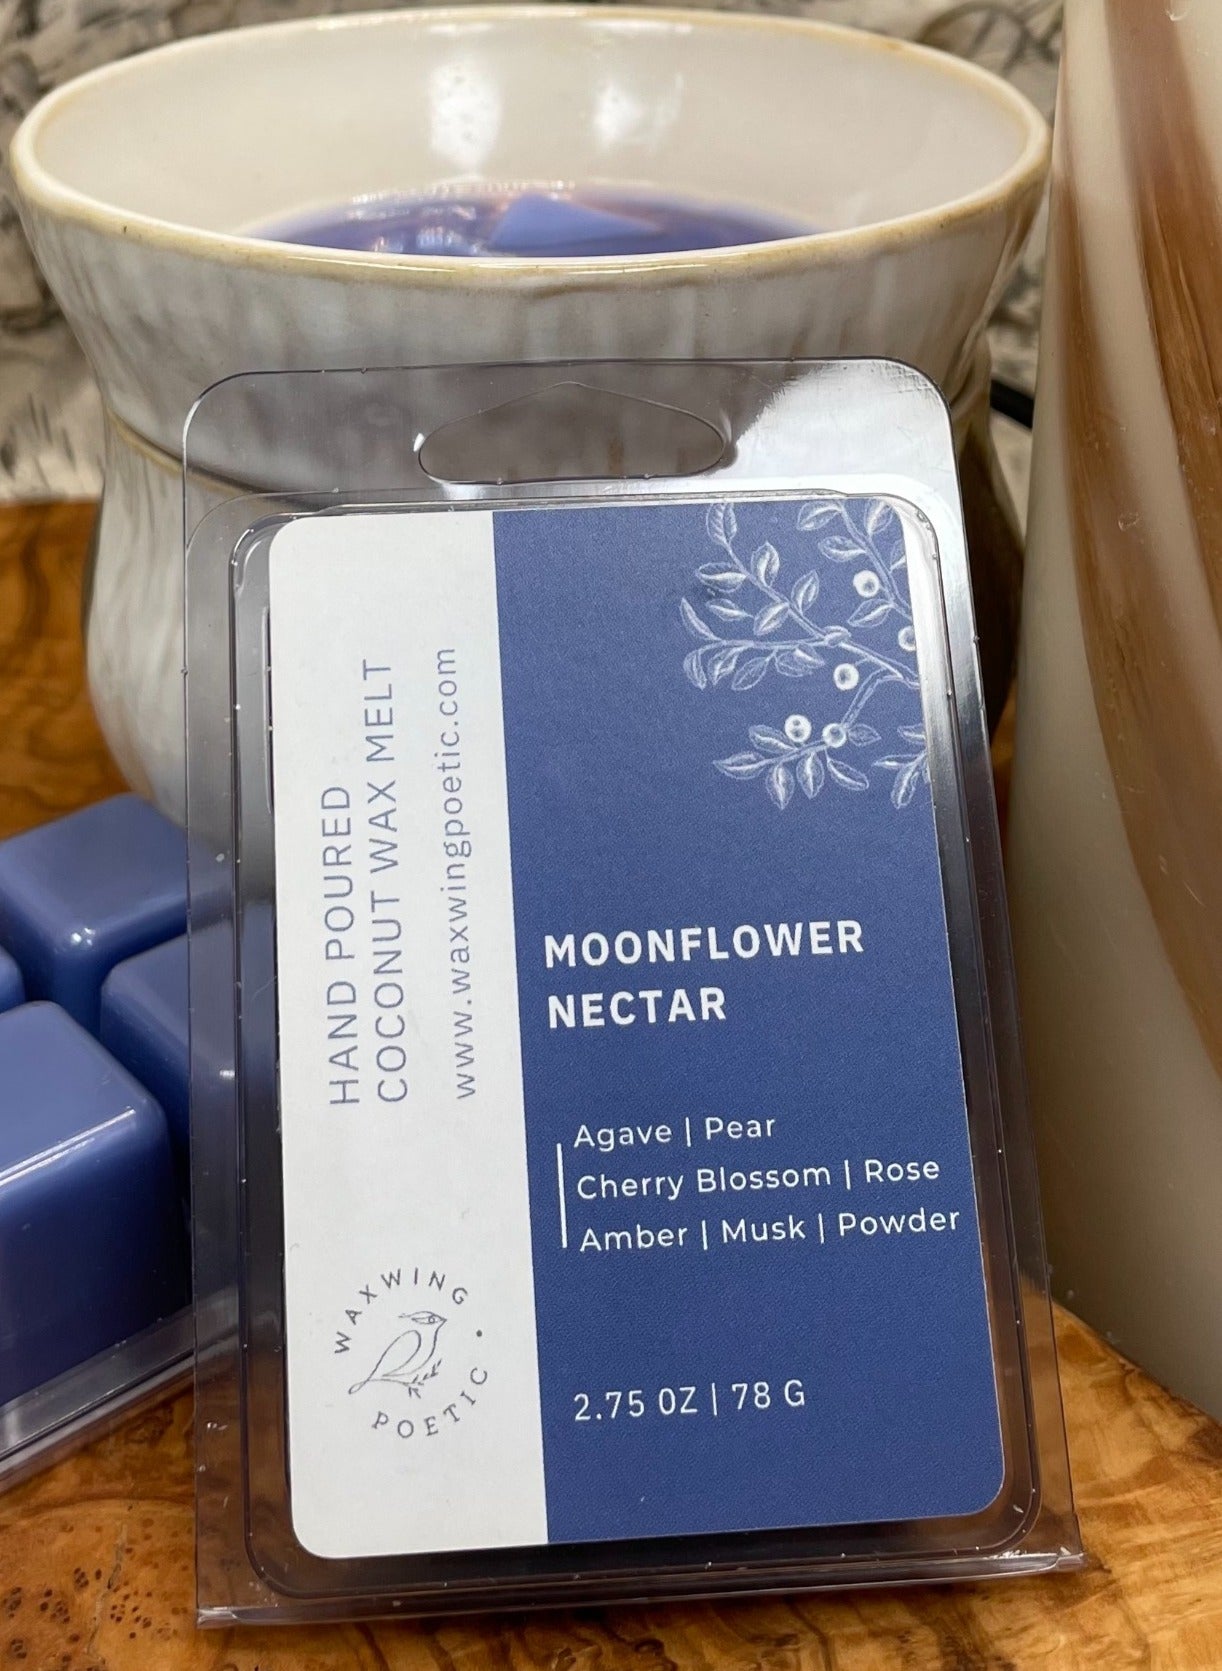 HAND POURED
COCONUT WAX MELT
www.waxwingpoetic.com
WAXWING
POETIC
MOONFLOWER
NECTAR
Agave | Pear
Cherry Blossom | Rose
Amber | Musk | Powder
2.75 OZ | 78 G